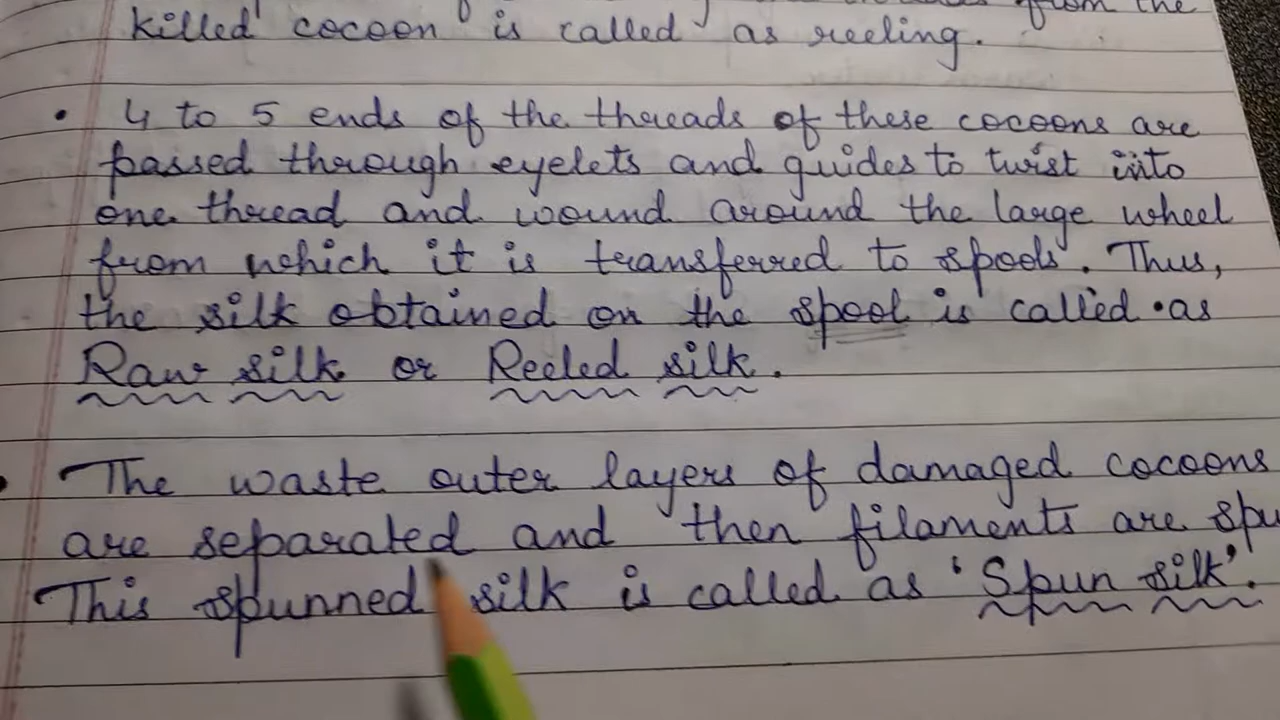 from the
killed cocoon is called as reeling.
• 4 to 5 ends of the threads of these cocoons are
passed through eyelets and guides to twist into
one thread and wound around the large wheel
from which it is transferred to spools. Thus,
the silk obtained on the spool is called as
Raw silk or Reeled silk.
• The waste outer layers of damaged cocoons
are separated and then filaments are spu
This spunned silk is called as 'Spun silk'.